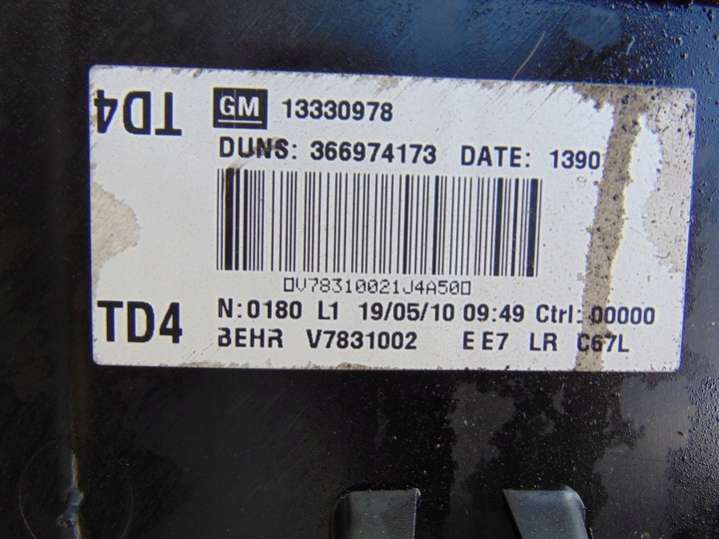 TD4
GM 13330978
DUNS: 366974173 DATE: 1390
▯V78310021J4A50▯
TD4
N:0180 L1 19/05/10 09:49 Ctrl: 00000
BEHR V7831002 E E7 LR C67L